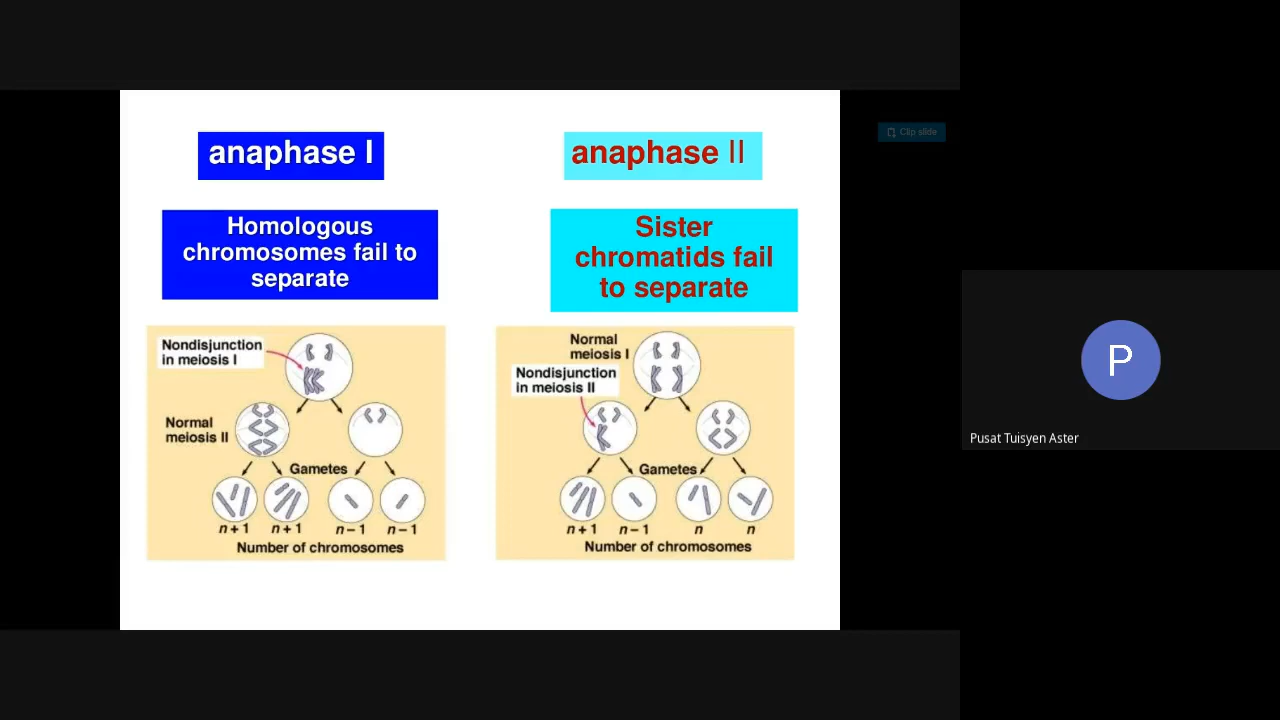 anaphase I
anaphase II
Homologous
chromosomes fail to
separate
Sister
chromatids fail
to separate
Nondisjunction
in meiosis I
Normal
meiosis II
Gametes
n + 1
n + 1
n – 1
n – 1
Number of chromosomes
Normal
meiosis I
Nondisjunction
in meiosis II
Gametes
n + 1
n – 1
n
n
Number of chromosomes
Clip slide
P
Pusat Tuisyen Aster